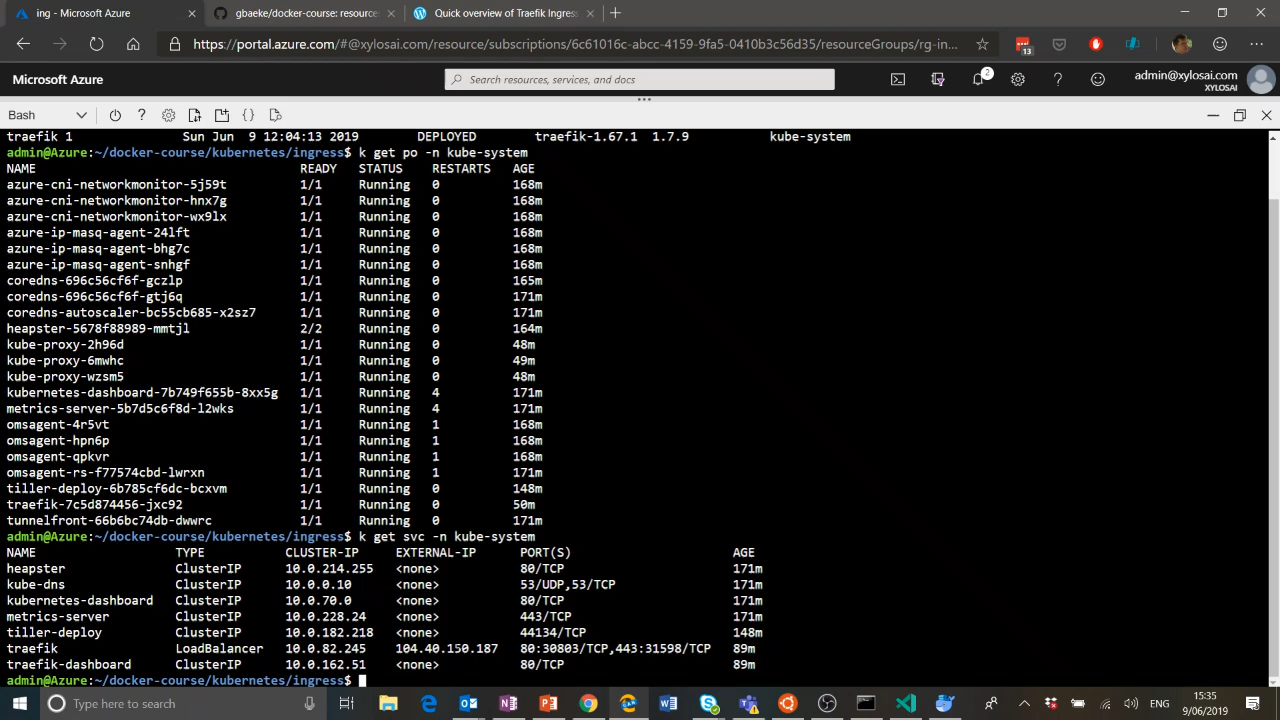 ing - Microsoft Azure
gbaeke/docker-course: resource
Quick overview of Traefik Ingres
https://portal.azure.com/#@xylosai.com/resource/subscriptions/6c61016c-abcc-4159-9fa5-0410b3c56d35/resourceGroups/rg-in...
13
Microsoft Azure
Search resources, services, and docs
2
admin@xylosai.com
XYLOSAI
Bash
traefik 1 Sun Jun 9 12:04:13 2019 DEPLOYED traefik-1.67.1 1.7.9 kube-system
admin@Azure:~/docker-course/kubernetes/ingress$ k get po -n kube-system
NAME READY STATUS RESTARTS AGE
azure-cni-networkmonitor-5j59t 1/1 Running 0 168m
azure-cni-networkmonitor-hnx7g 1/1 Running 0 168m
azure-cni-networkmonitor-wx9lx 1/1 Running 0 168m
azure-ip-masq-agent-24lft 1/1 Running 0 168m
azure-ip-masq-agent-bhg7c 1/1 Running 0 168m
azure-ip-masq-agent-snhgf 1/1 Running 0 168m
coredns-696c56cf6f-gczlp 1/1 Running 0 165m
coredns-696c56cf6f-gtj6q 1/1 Running 0 171m
coredns-autoscaler-bc55cb685-x2sz7 1/1 Running 0 171m
heapster-5678f88989-mmtjl 2/2 Running 0 164m
kube-proxy-2h96d 1/1 Running 0 48m
kube-proxy-6mwhc 1/1 Running 0 49m
kube-proxy-wzsm5 1/1 Running 0 48m
kubernetes-dashboard-7b749f655b-8xx5g 1/1 Running 4 171m
metrics-server-5b7d5c6f8d-l2wks 1/1 Running 4 171m
omsagent-4r5vt 1/1 Running 1 168m
omsagent-hpn6p 1/1 Running 1 168m
omsagent-qpkvr 1/1 Running 1 168m
omsagent-rs-f77574cbd-lwrxn 1/1 Running 1 171m
tiller-deploy-6b785cf6dc-bcxvm 1/1 Running 0 148m
traefik-7c5d874456-jxc92 1/1 Running 0 50m
tunnelfront-66b6bc74db-dwwrc 1/1 Running 0 171m
admin@Azure:~/docker-course/kubernetes/ingress$ k get svc -n kube-system
NAME TYPE CLUSTER-IP EXTERNAL-IP PORT(S) AGE
heapster ClusterIP 10.0.214.255 <none> 80/TCP 171m
kube-dns ClusterIP 10.0.0.10 <none> 53/UDP,53/TCP 171m
kubernetes-dashboard ClusterIP 10.0.70.0 <none> 80/TCP 171m
metrics-server ClusterIP 10.0.228.24 <none> 443/TCP 171m
tiller-deploy ClusterIP 10.0.182.218 <none> 44134/TCP 148m
traefik LoadBalancer 10.0.82.245 104.40.150.187 80:30803/TCP,443:31598/TCP 89m
traefik-dashboard ClusterIP 10.0.162.51 <none> 80/TCP 89m
admin@Azure:~/docker-course/kubernetes/ingress$
Type here to search
ENG
15:35
9/06/2019